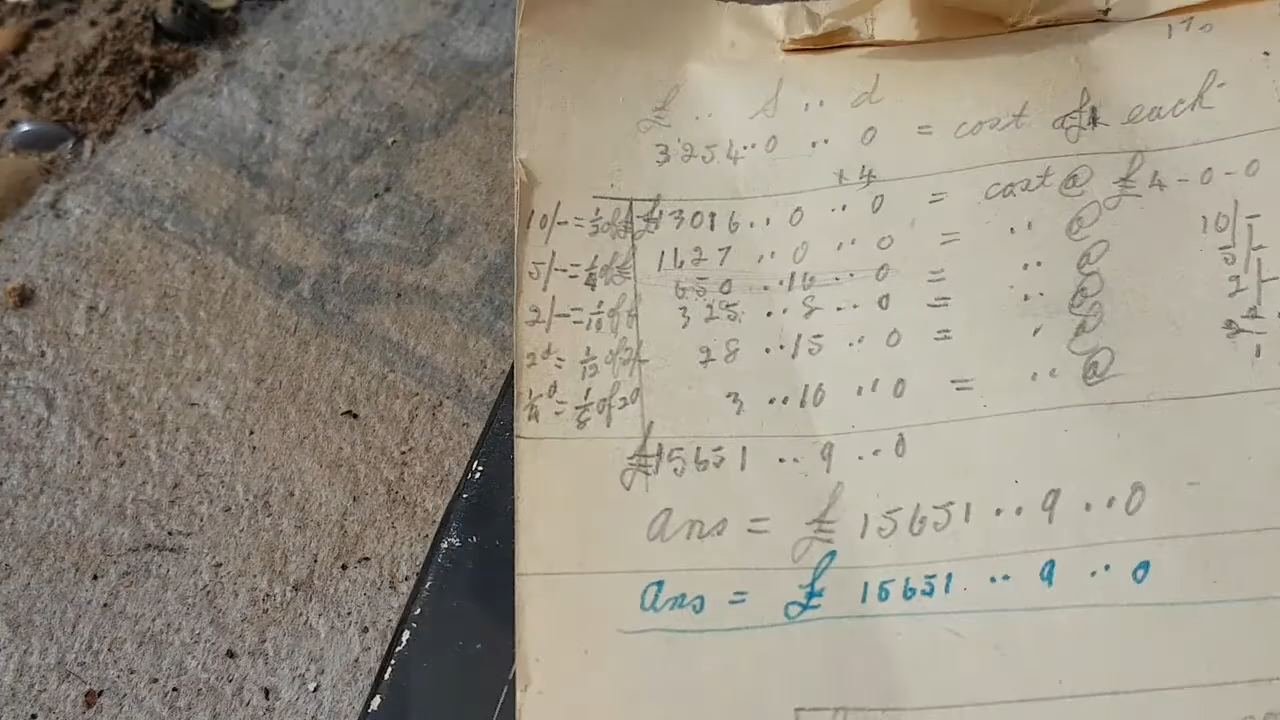 £ .. s .. d
3254..0 .. 0 = cost @ £1 each
×4
10/- = 1/2 of £ £13016..0 ..0 = cost @ £4-0-0
5/- = 1/4 of £ 1627 ..0 ..0 = .. @ 10/-
650 ..16 ..0 = .. @
2/- = 1/10 of £ 325 ..8 ..0 = .. @ 2/-
2d = 1/12 of 2/- 28 ..15 ..0 = .. @
1/4d = 1/8 of 2d 3 ..10 ..0 = .. @
£15651 ..9 ..0
ans = £ 15651 ..9 ..0
Ans = £ 15651 ..9 ..0